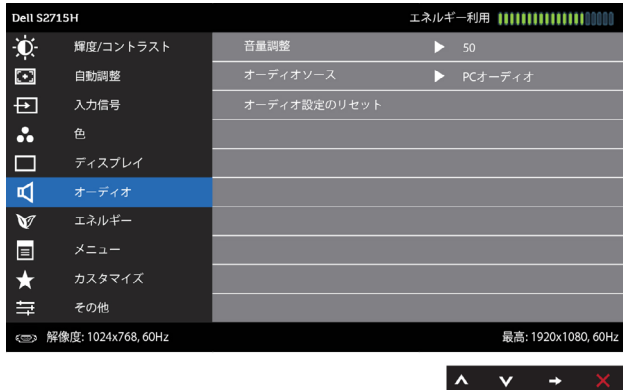 Dell S2715H エネルギー利用
輝度/コントラスト 音量調整 50
自動調整 オーディオソース PCオーディオ
入力信号 オーディオ設定のリセット
色
ディスプレイ
オーディオ
エネルギー
メニュー
カスタマイズ
その他
解像度: 1024x768, 60Hz 最高: 1920x1080, 60Hz